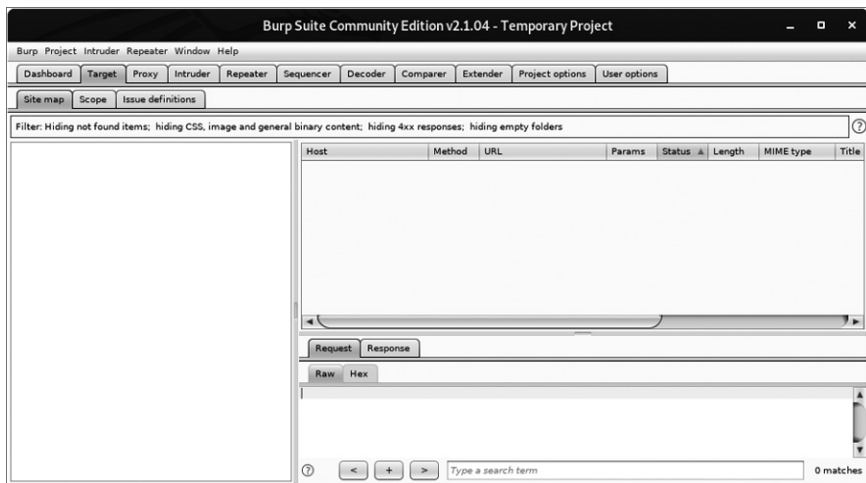 Burp Suite Community Edition v2.1.04 - Temporary Project
Burp Project Intruder Repeater Window Help
Dashboard Target Proxy Intruder Repeater Sequencer Decoder Comparer Extender Project options User options
Site map Scope Issue definitions
Filter: Hiding not found items; hiding CSS, image and general binary content; hiding 4xx responses; hiding empty folders ?
Host Method URL Params Status ▲ Length MIME type Title
Request Response
Raw Hex
? < + > Type a search term 0 matches